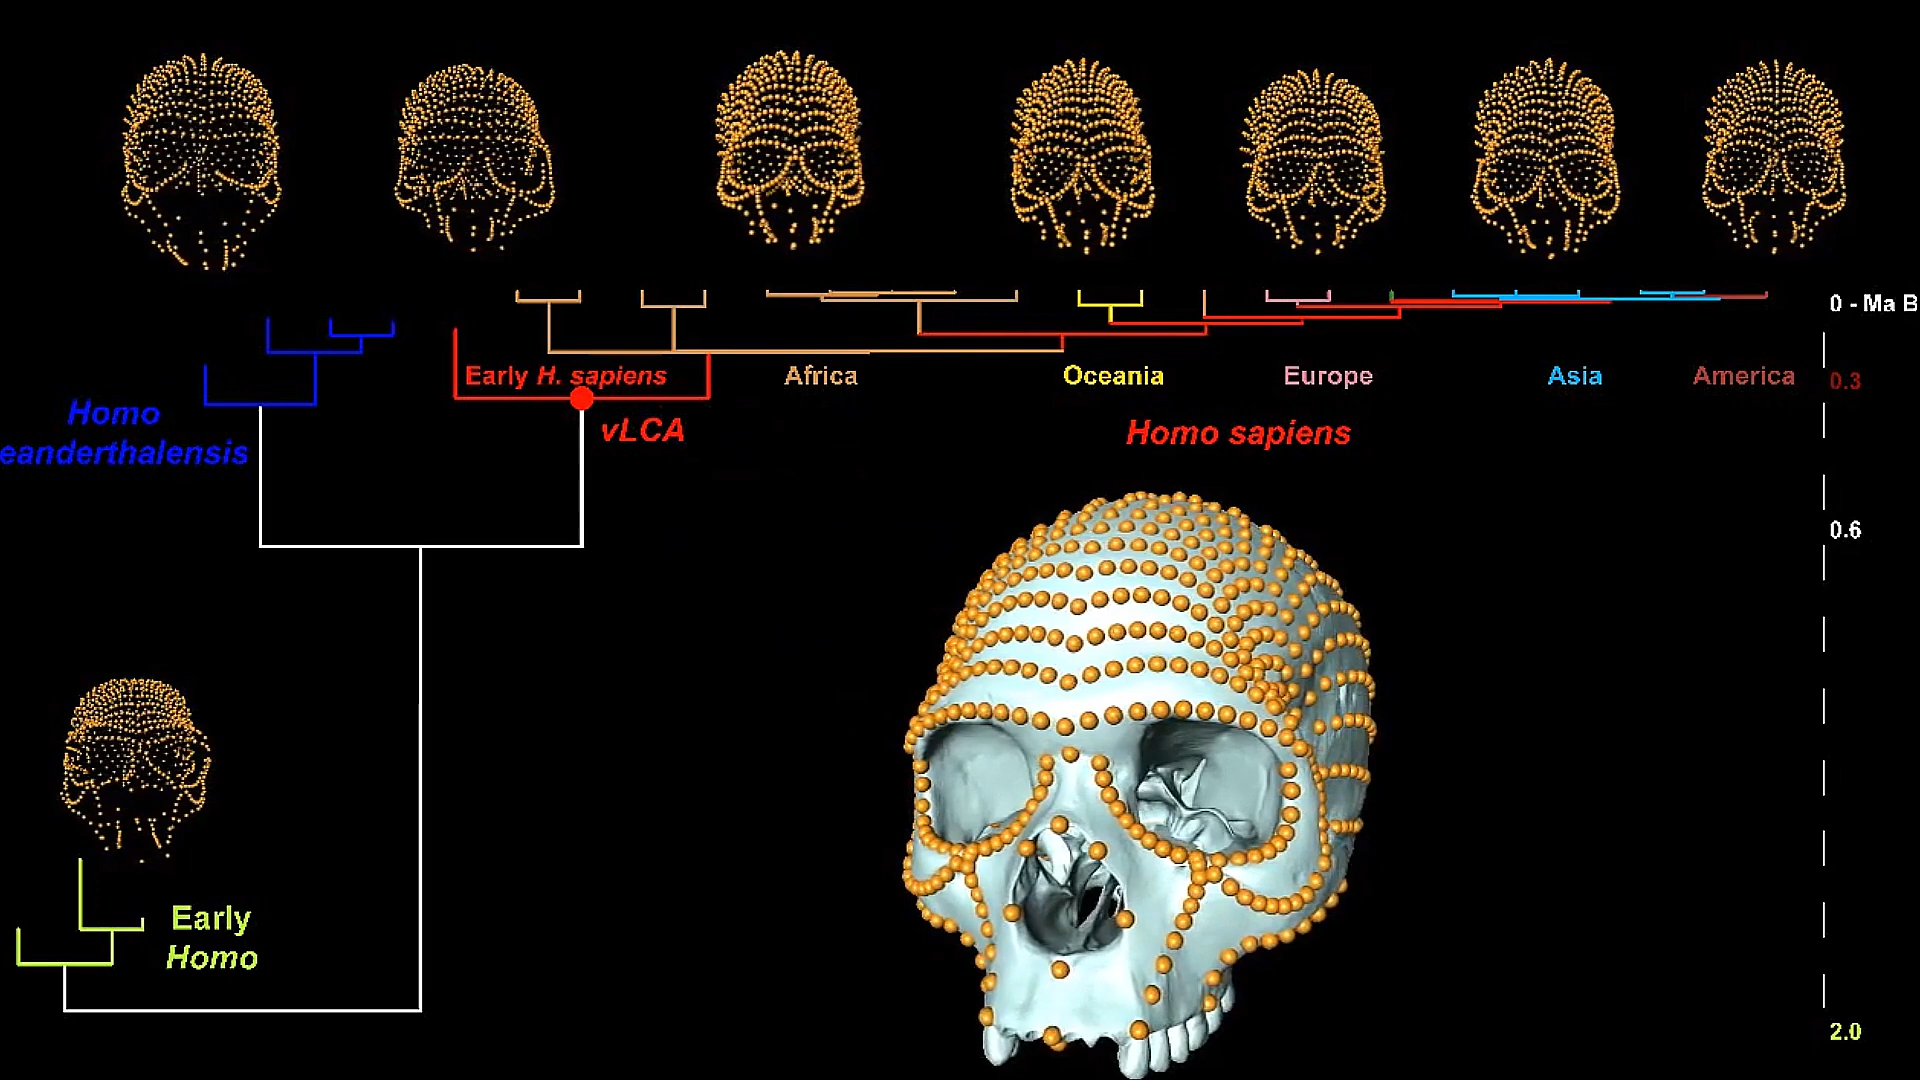 0 - Ma B
Early H. sapiens
Africa
Oceania
Europe
Asia
America
0.3
Homo
eanderthalensis
vLCA
Homo sapiens
0.6
Early
Homo
2.0